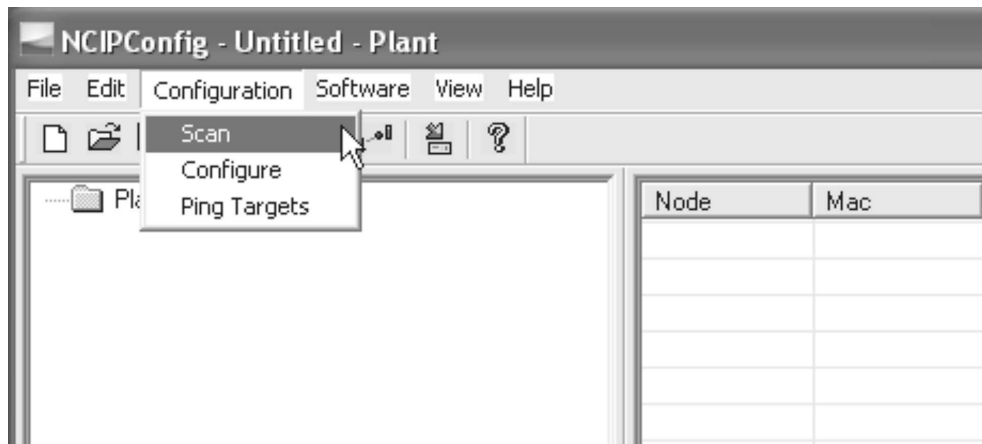 NCIPConfig - Untitled - Plant
File Edit Configuration Software View Help
Scan
Configure
Ping Targets
Node Mac